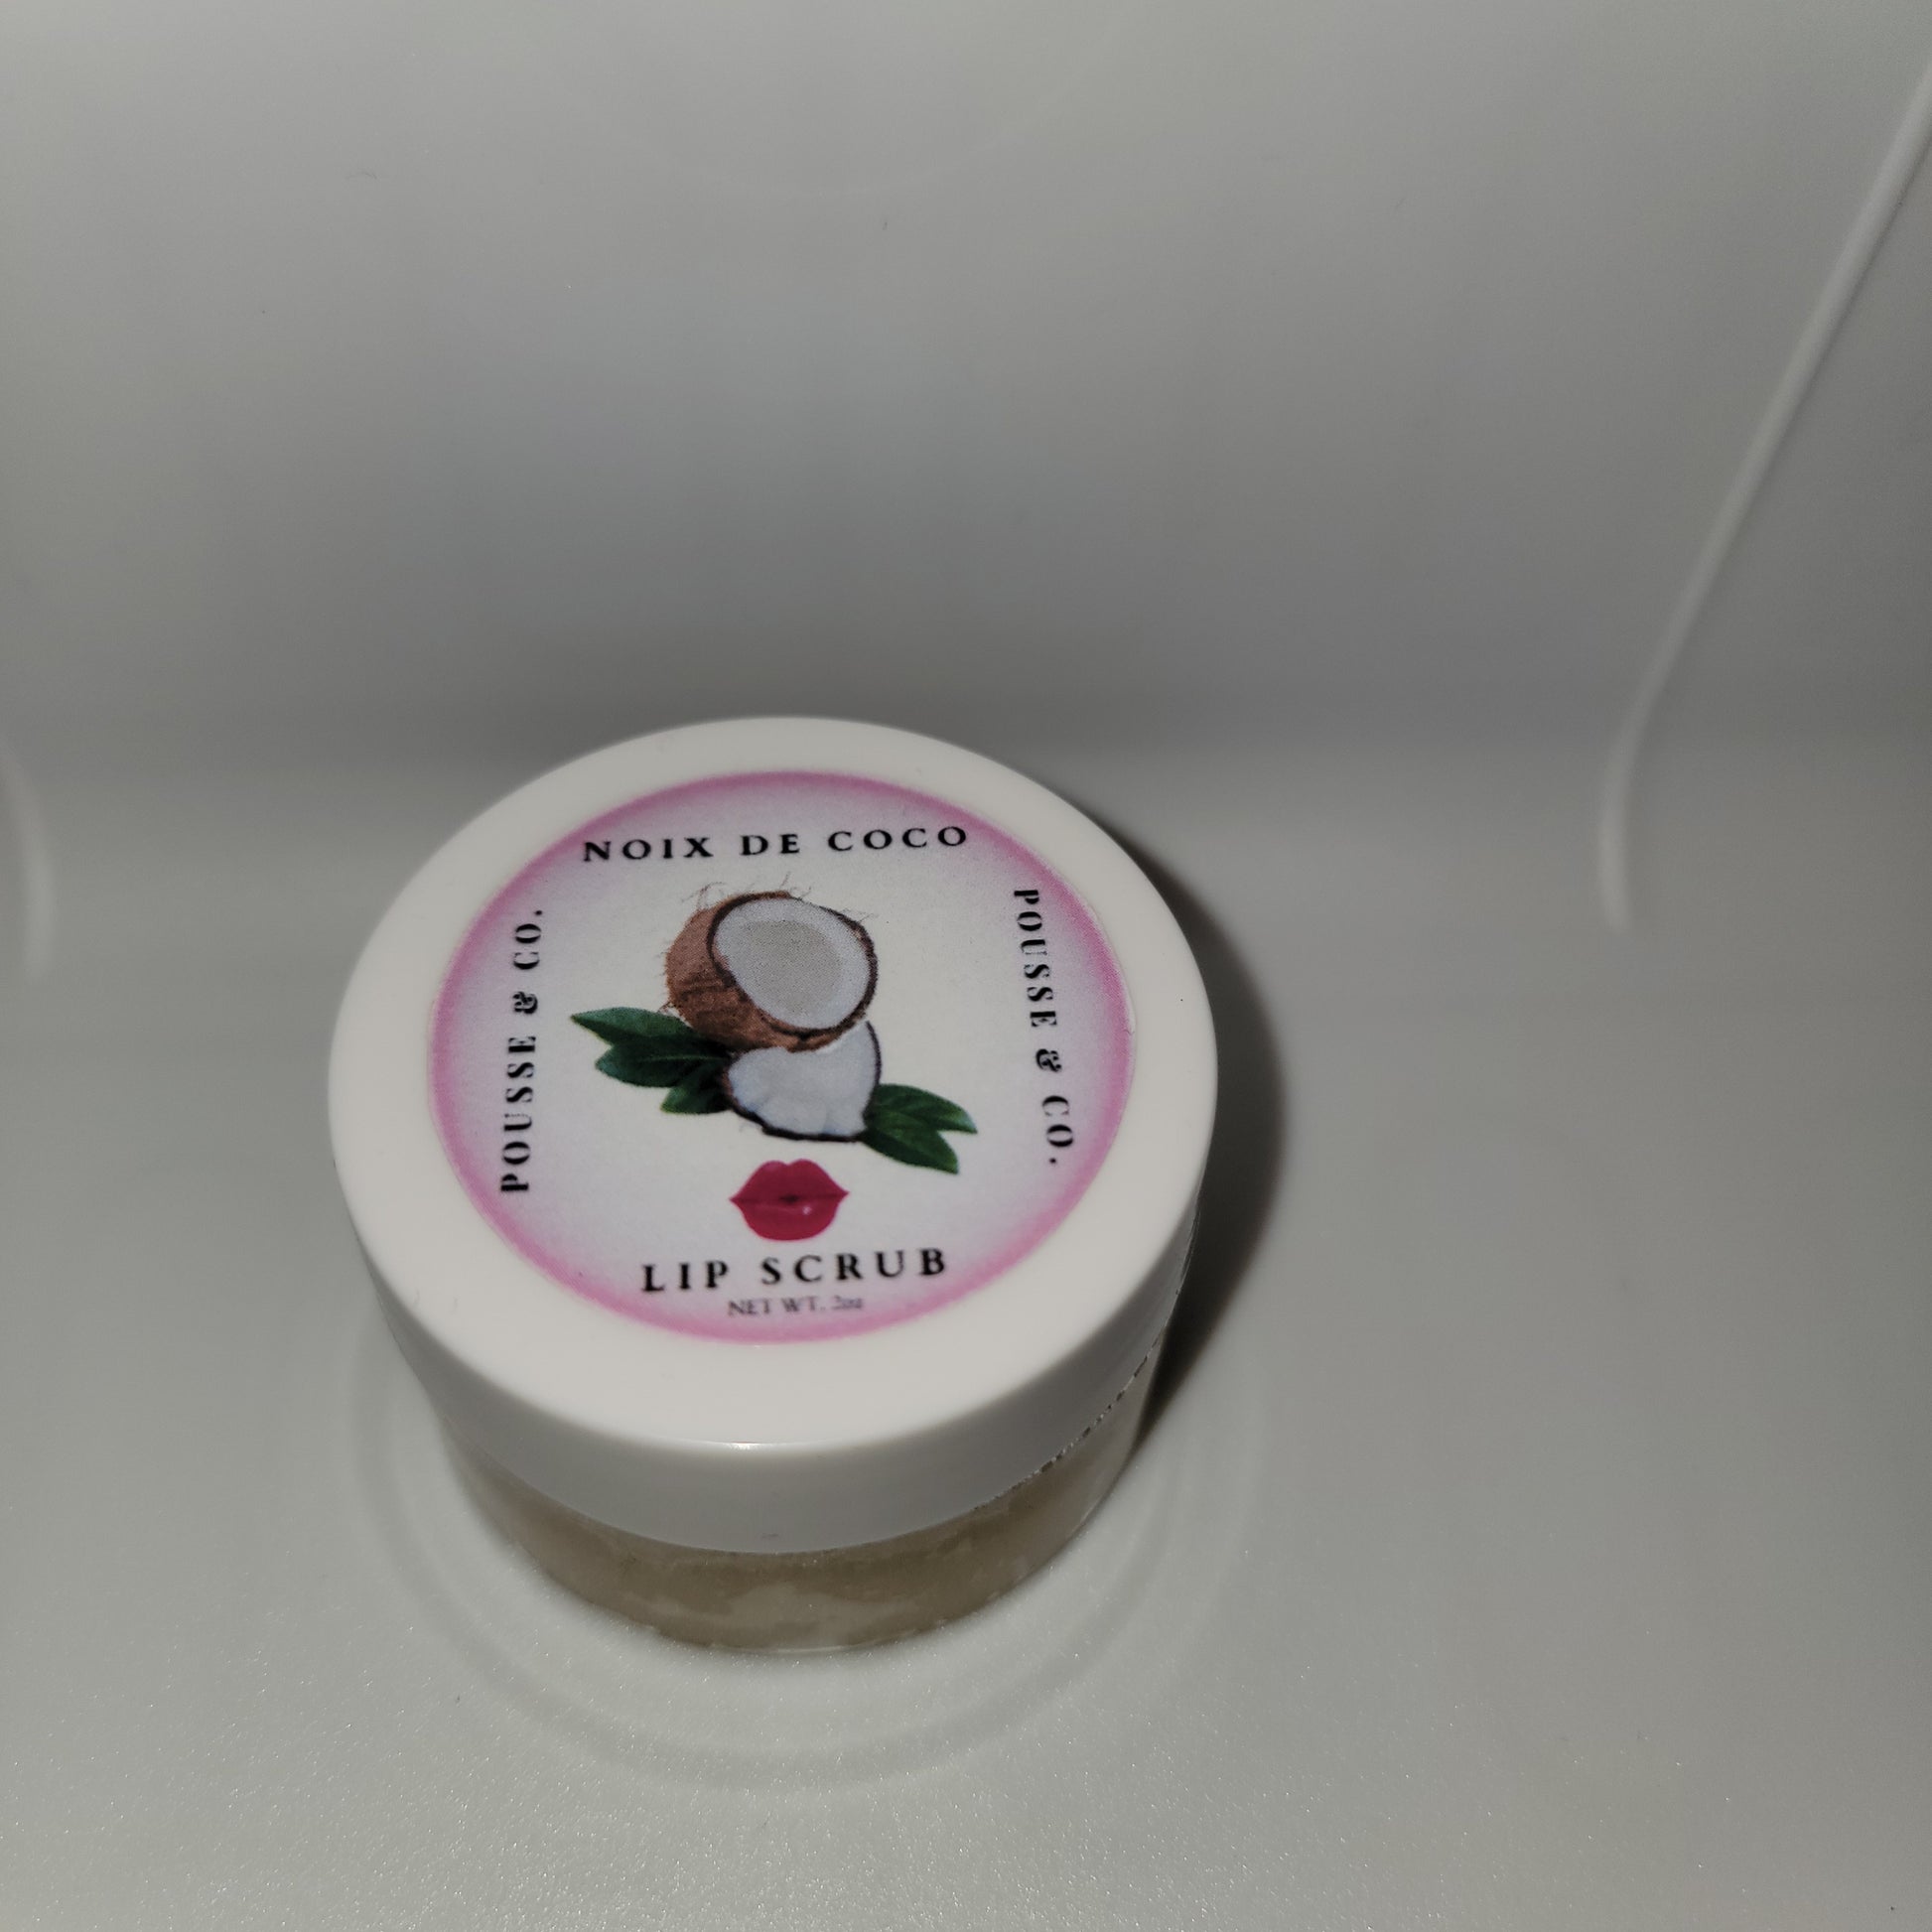 NOIX DE COCO
POUSSE & CO.
POUSSE & CO.
LIP SCRUB
NET WT. 2oz